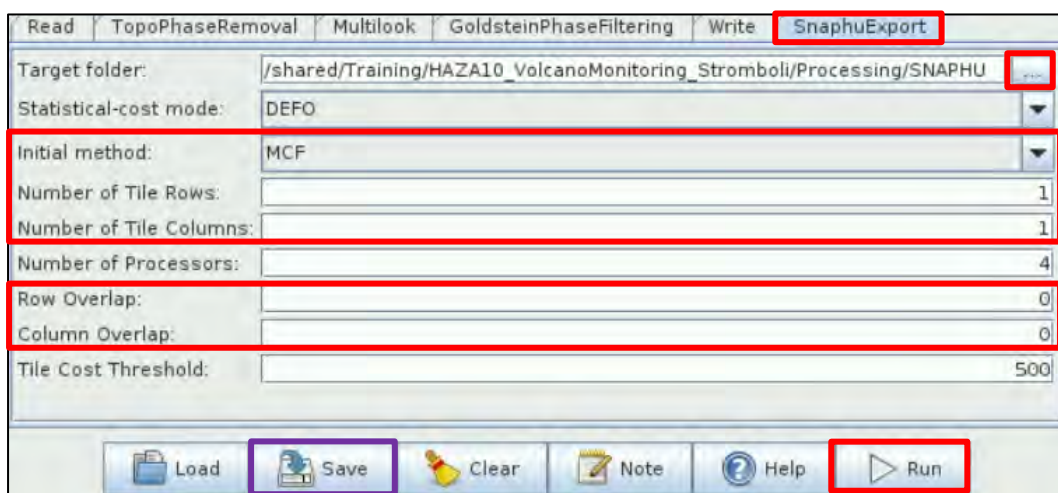 Read TopoPhaseRemoval Multilook GoldsteinPhaseFiltering Write SnaphuExport
Target folder: /shared/Training/HAZA10_VolcanoMonitoring_Stromboli/Processing/SNAPHU ...
Statistical-cost mode: DEFO
Initial method: MCF
Number of Tile Rows: 1
Number of Tile Columns: 1
Number of Processors: 4
Row Overlap: 0
Column Overlap: 0
Tile Cost Threshold: 500
Load Save Clear Note Help Run